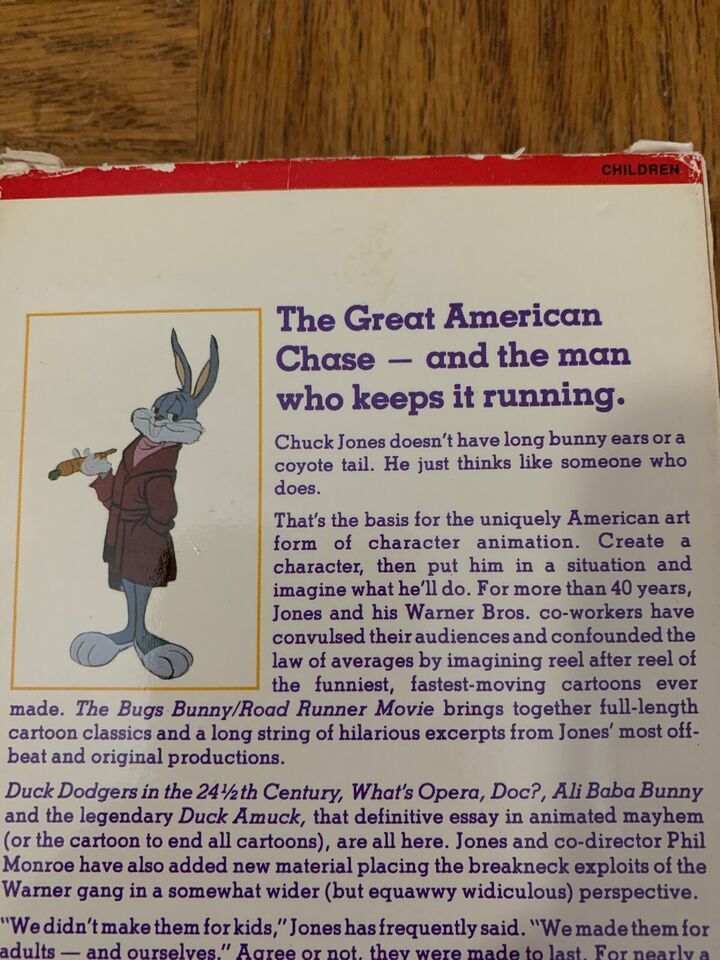 CHILDREN
The Great American
Chase — and the man
who keeps it running.
Chuck Jones doesn't have long bunny ears or a
coyote tail. He just thinks like someone who
does.
That's the basis for the uniquely American art
form of character animation. Create a
character, then put him in a situation and
imagine what he'll do. For more than 40 years,
Jones and his Warner Bros. co-workers have
convulsed their audiences and confounded the
law of averages by imagining reel after reel of
the funniest, fastest-moving cartoons ever
made. The Bugs Bunny/Road Runner Movie brings together full-length
cartoon classics and a long string of hilarious excerpts from Jones' most off-
beat and original productions.
Duck Dodgers in the 24½th Century, What's Opera, Doc?, Ali Baba Bunny
and the legendary Duck Amuck, that definitive essay in animated mayhem
(or the cartoon to end all cartoons), are all here. Jones and co-director Phil
Monroe have also added new material placing the breakneck exploits of the
Warner gang in a somewhat wider (but equawwy widiculous) perspective.
"We didn't make them for kids," Jones has frequently said. "We made them for
adults — and ourselves." Agree or not, they were made to last. For nearly a